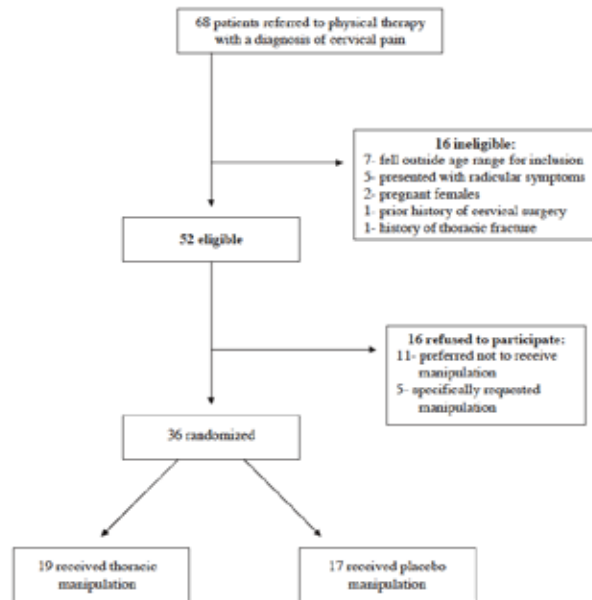 68 patients referred to physical therapy
with a diagnosis of cervical pain
16 ineligible:
7- fell outside age range for inclusion
5- presented with radicular symptoms
2- pregnant females
1- prior history of cervical surgery
1- history of thoracic fracture
52 eligible
16 refused to participate:
11- preferred not to receive
manipulation
5- specifically requested
manipulation
36 randomized
19 received thoracic
manipulation
17 received placebo
manipulation